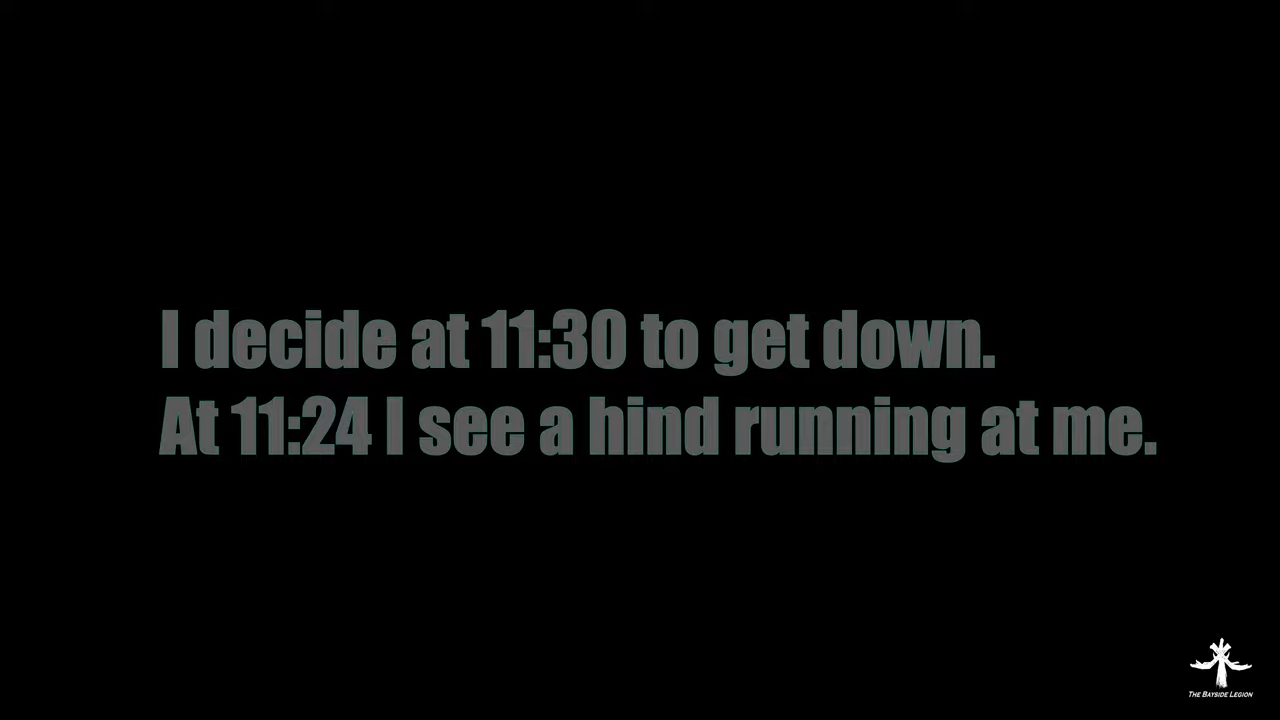 I decide at 11:30 to get down.
At 11:24 I see a hind running at me.
The Bayside Legion